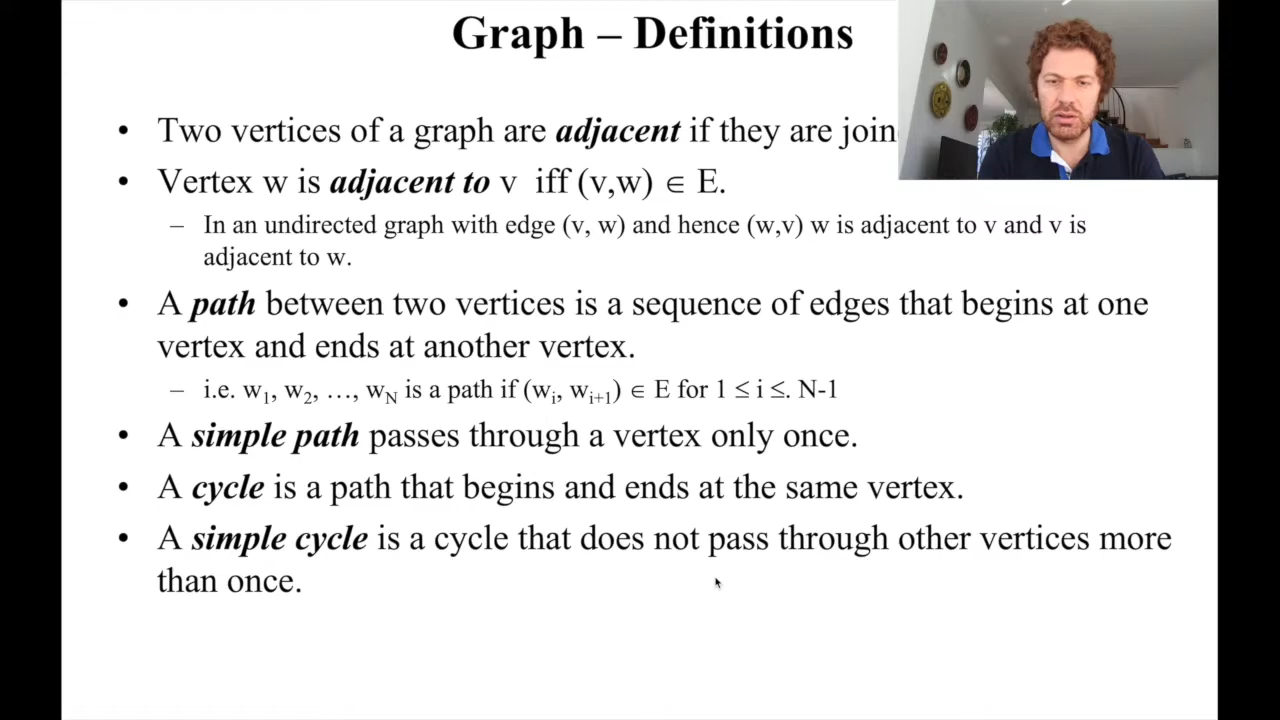 Graph – Definitions
• Two vertices of a graph are adjacent if they are
• Vertex w is adjacent to v iff (v,w) ∈ E.
– In an undirected graph with edge (v, w) and hence (w,v) w is adjacent to v and v is
adjacent to w.
• A path between two vertices is a sequence of edges that begins at one
vertex and ends at another vertex.
– i.e. w₁, w₂, …, wN is a path if (wᵢ, wᵢ₊₁) ∈ E for 1 ≤ i ≤. N-1
• A simple path passes through a vertex only once.
• A cycle is a path that begins and ends at the same vertex.
• A simple cycle is a cycle that does not pass through other vertices more
than once.